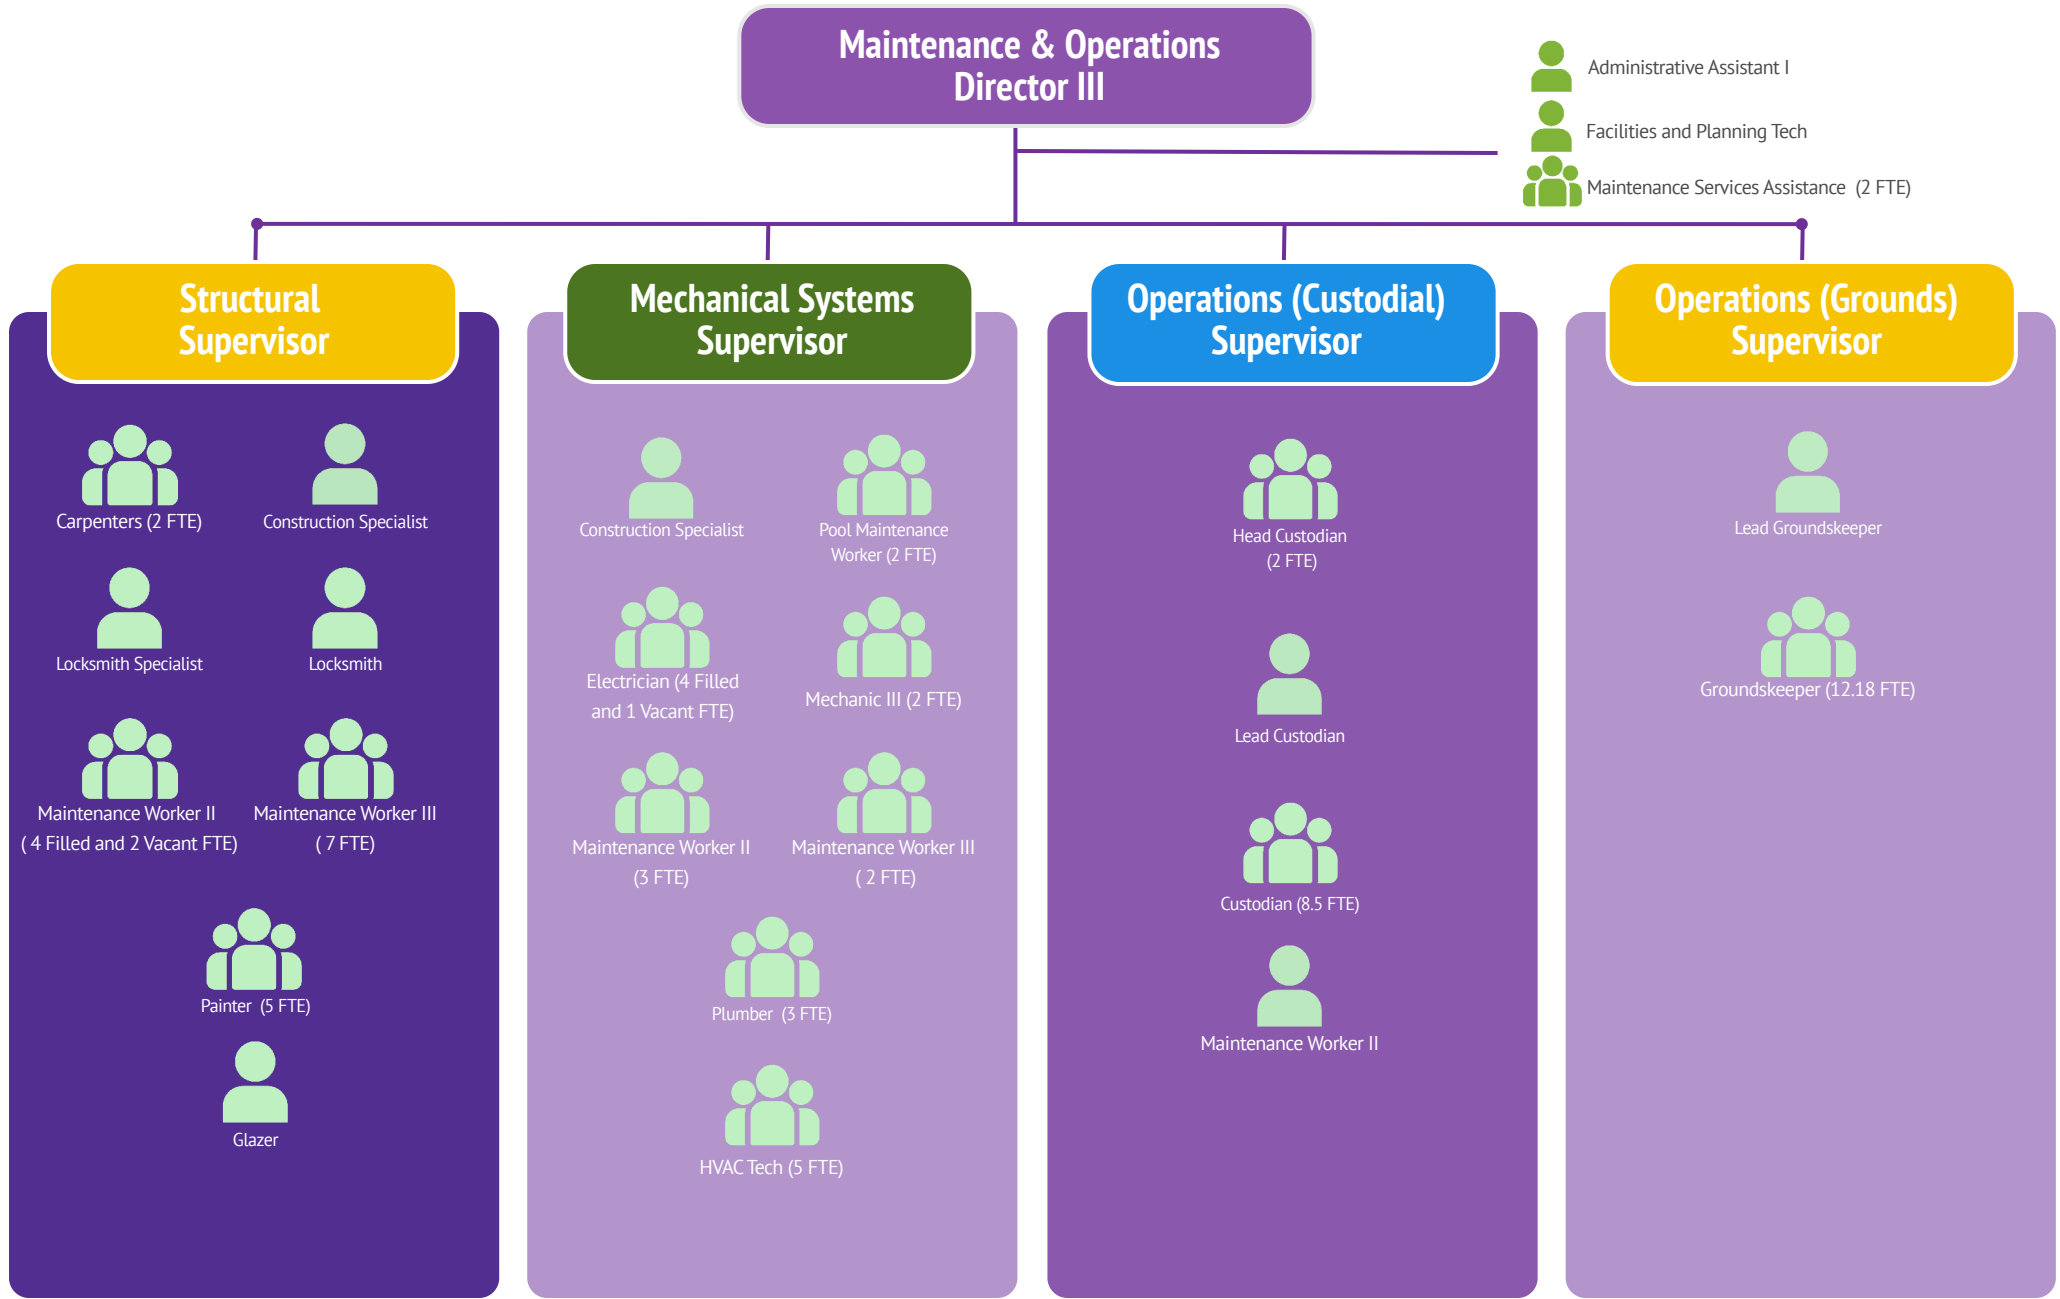 Maintenance & Operations
Director III
Administrative Assistant I
Facilities and Planning Tech
Maintenance Services Assistance (2 FTE)
Structural
Supervisor
Carpenters (2 FTE)
Construction Specialist
Locksmith Specialist
Locksmith
Maintenance Worker II
( 4 Filled and 2 Vacant FTE)
Maintenance Worker III
( 7 FTE)
Painter (5 FTE)
Glazer
Mechanical Systems
Supervisor
Construction Specialist
Pool Maintenance
Worker (2 FTE)
Electrician (4 Filled
and 1 Vacant FTE)
Mechanic III (2 FTE)
Maintenance Worker II
(3 FTE)
Maintenance Worker III
( 2 FTE)
Plumber (3 FTE)
HVAC Tech (5 FTE)
Operations (Custodial)
Supervisor
Head Custodian
(2 FTE)
Lead Custodian
Custodian (8.5 FTE)
Maintenance Worker II
Operations (Grounds)
Supervisor
Lead Groundskeeper
Groundskeeper (12.18 FTE)